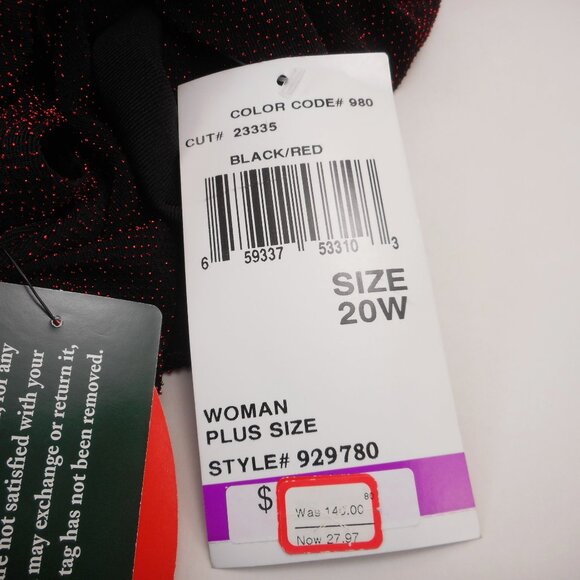 COLOR CODE# 980
CUT# 23335
BLACK/RED
6 59337 53310 3
SIZE
20W
WOMAN
PLUS SIZE
STYLE# 929780
$
80
Was 140.00
Now 27.97
for any
not satisfied with your
may exchange or return it,
tag has not been removed.